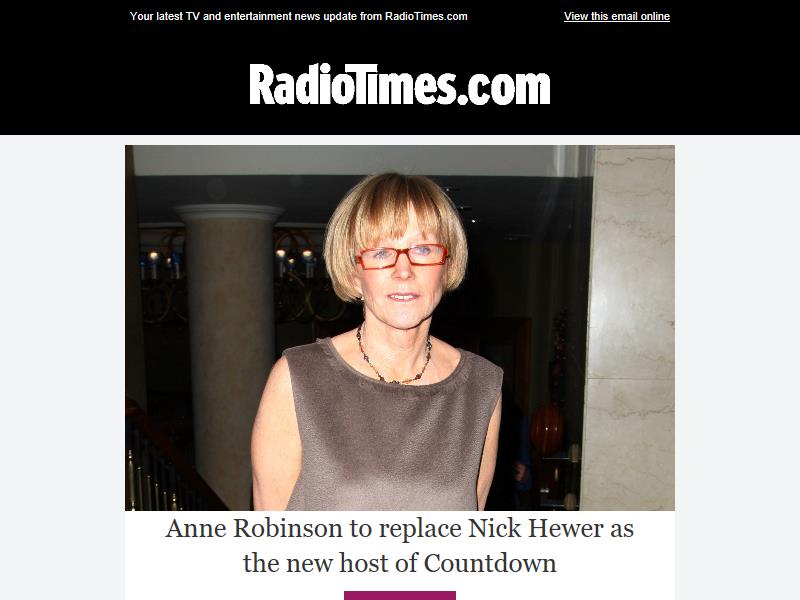 Your latest TV and entertainment news update from RadioTimes.com
View this email online
RadioTimes.com
Anne Robinson to replace Nick Hewer as
the new host of Countdown